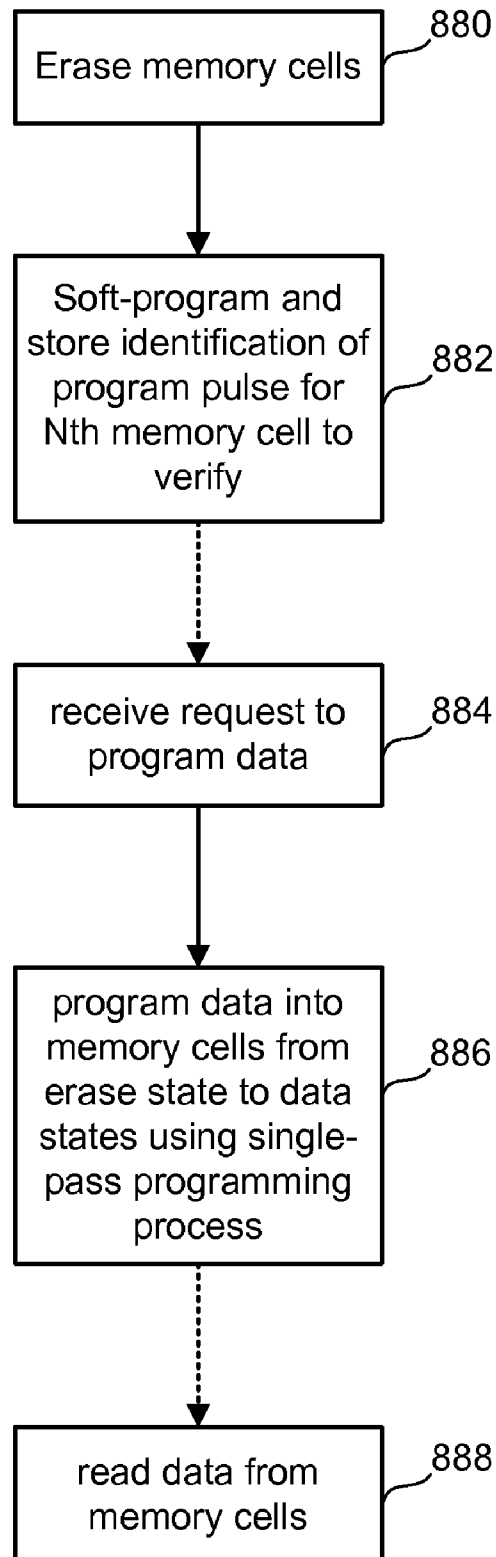 880
Erase memory cells
Soft-program and
store identification of
program pulse for
Nth memory cell to
verify
882
receive request to
program data
884
program data into
memory cells from
erase state to data
states using single-
pass programming
process
886
read data from
memory cells
888